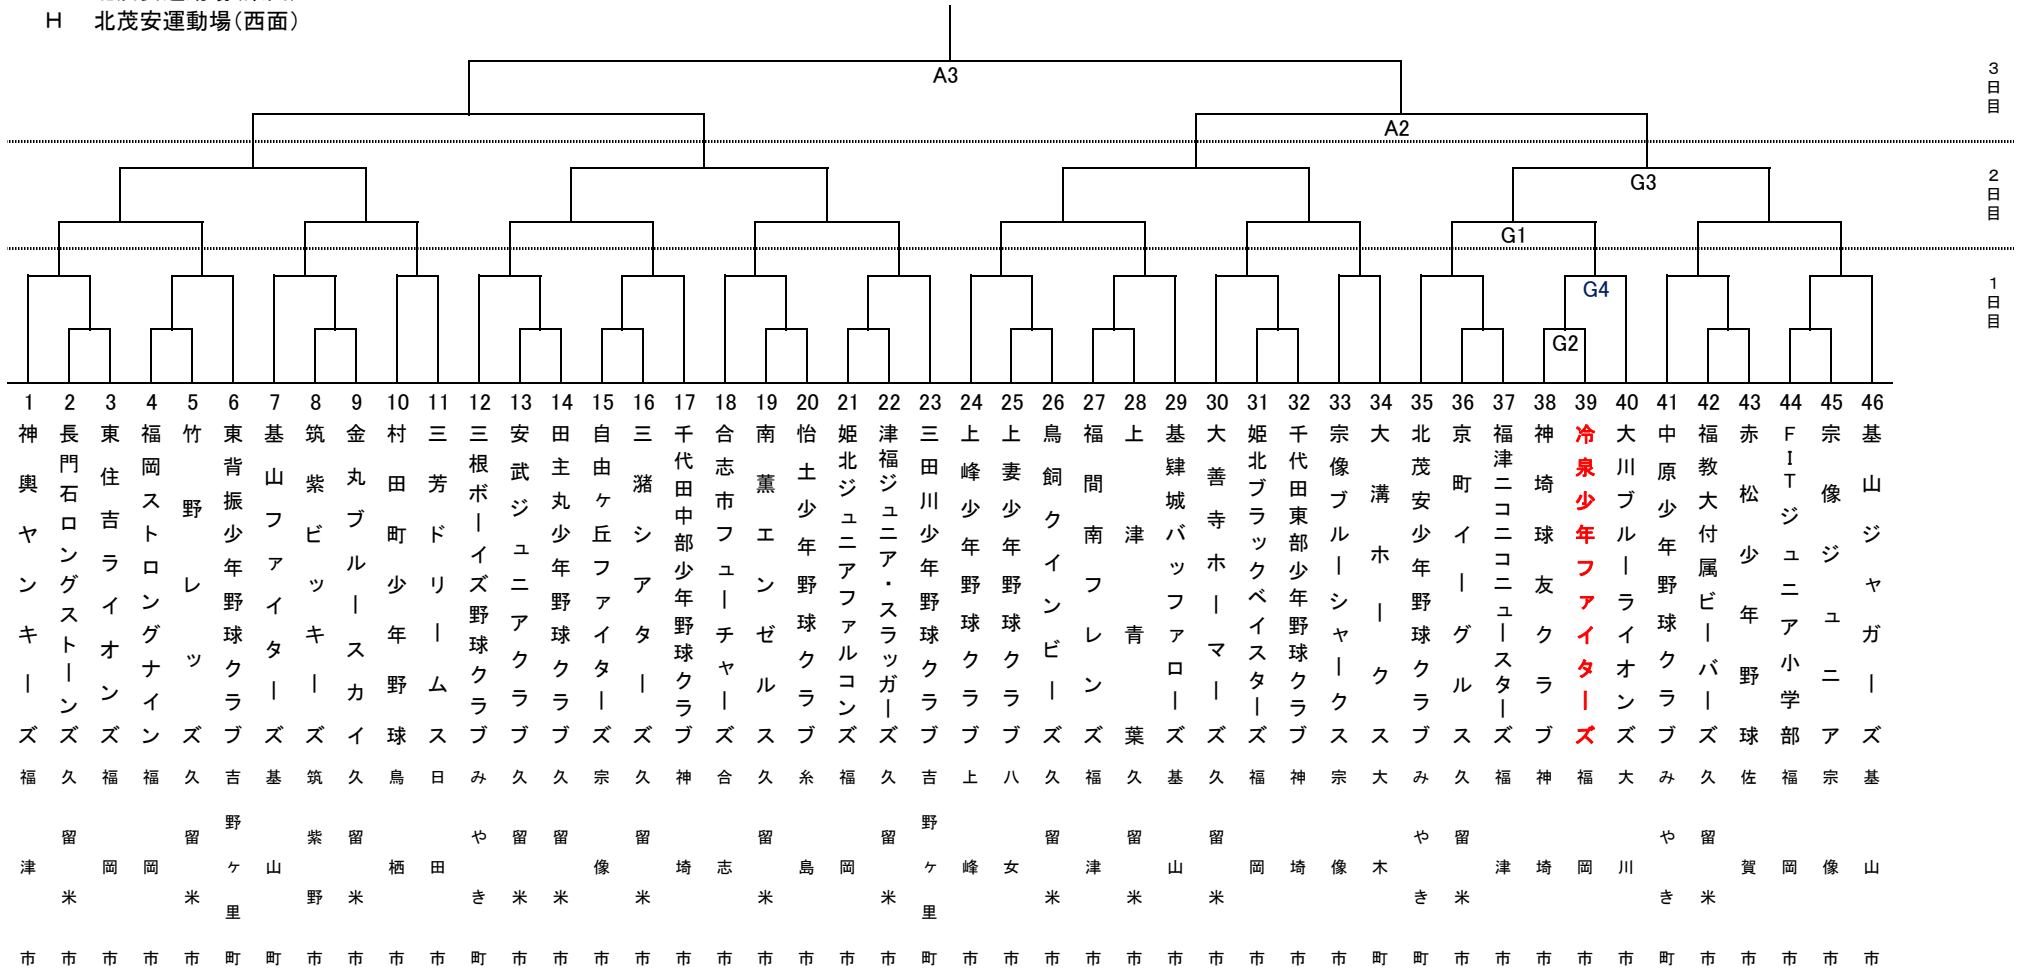 H 北茂安運動場(西面)
A3
3日目
A2
2日目
G3
G1
1日目
G4
G2
1 神興ヤンキーズ 福津市
2 長門石ロングストーンズ 久留米市
3 東住吉ライオンズ 福岡市
4 福岡ストロングナイン 福岡市
5 竹野レッズ 久留米市
6 東背振少年野球クラブ 吉野ヶ里町
7 基山ファイターズ 基山町
8 筑紫ビッキーズ 筑紫野市
9 金丸ブルースカイ 久留米市
10 村田町少年野球 鳥栖市
11 三芳ドリームス 日田市
12 三根ボーイズ野球クラブ みやき町
13 安武ジュニアクラブ 久留米市
14 田主丸少年野球クラブ 久留米市
15 自由ヶ丘ファイターズ 宗像市
16 三潴シアターズ 久留米市
17 千代田中部少年野球クラブ 神埼市
18 合志市フューチャーズ 合志市
19 南薫エンゼルス 久留米市
20 怡土少年野球クラブ 糸島市
21 姫北ジュニアファルコンズ 福岡市
22 津福ジュニア・スラッガーズ 久留米市
23 三田川少年野球クラブ 吉野ヶ里町
24 上峰少年野球クラブ 上峰市
25 上妻少年野球クラブ 八女市
26 鳥飼クインビーズ 久留米市
27 福間南フレンズ 福津市
28 上津青葉 久留米市
29 基肄城バッファローズ 基山市
30 大善寺ホーマーズ 久留米市
31 姫北ブラックベイスターズ 福岡市
32 千代田東部少年野球クラブ 神埼市
33 宗像ブルーシャークス 宗像市
34 大溝ホークス 大木町
35 北茂安少年野球クラブ みやき町
36 京町イーグルス 久留米市
37 福津ニコニコニュースターズ 福津市
38 神埼球友クラブ 神埼市
39 冷泉少年ファイターズ 福岡市
40 大川ブルーライオンズ 大川市
41 中原少年野球クラブ みやき町
42 福教大付属ビーバーズ 久留米市
43 赤松少年野球 佐賀市
44 FITジュニア小学部 福岡市
45 宗像ジュニア 宗像市
46 基山ジャガーズ 基山市